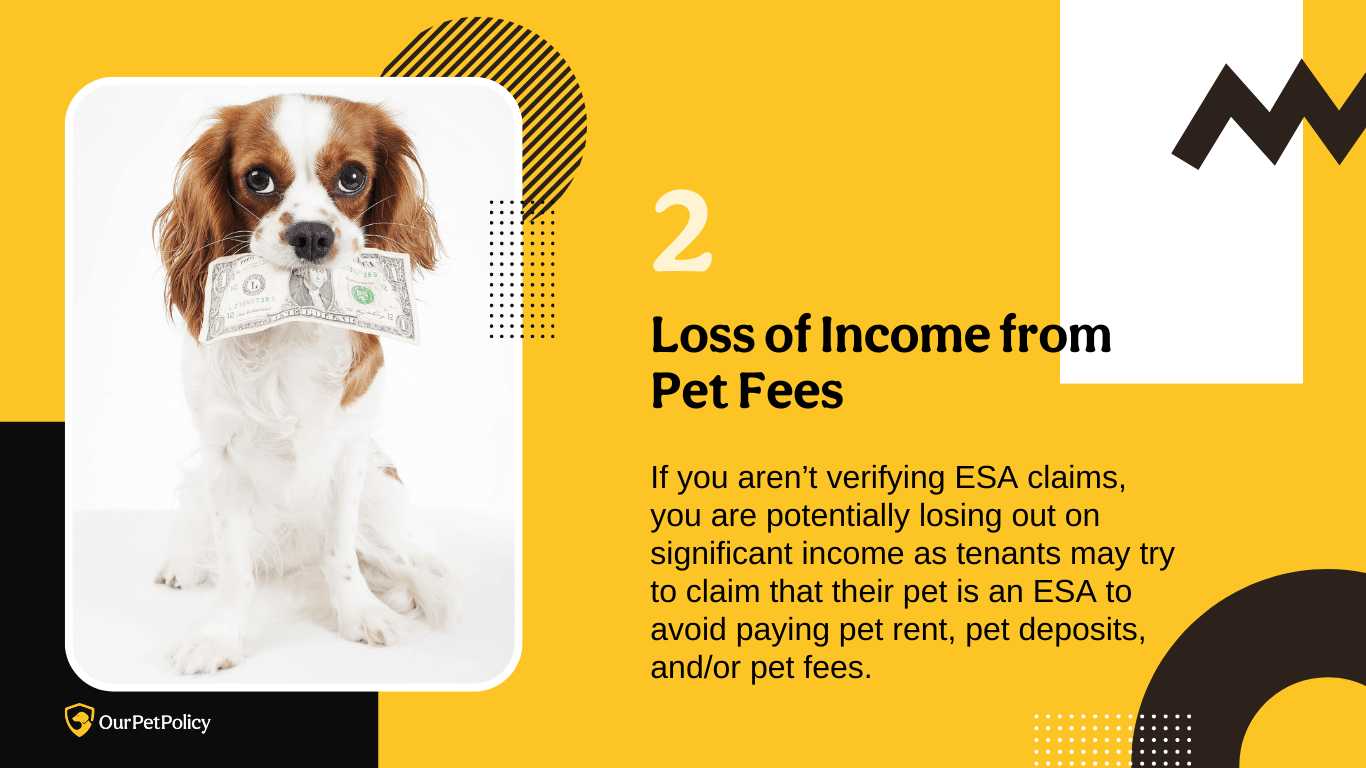 2
Loss of Income from
Pet Fees
If you aren’t verifying ESA claims,
you are potentially losing out on
significant income as tenants may try
to claim that their pet is an ESA to
avoid paying pet rent, pet deposits,
and/or pet fees.
OurPetPolicy